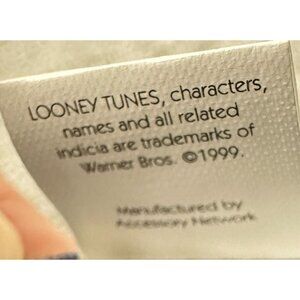 LOONEY TUNES, characters,
names and all related
indicia are trademarks of
Warner Bros. ©1999.
Manufactured by
Accessory Network